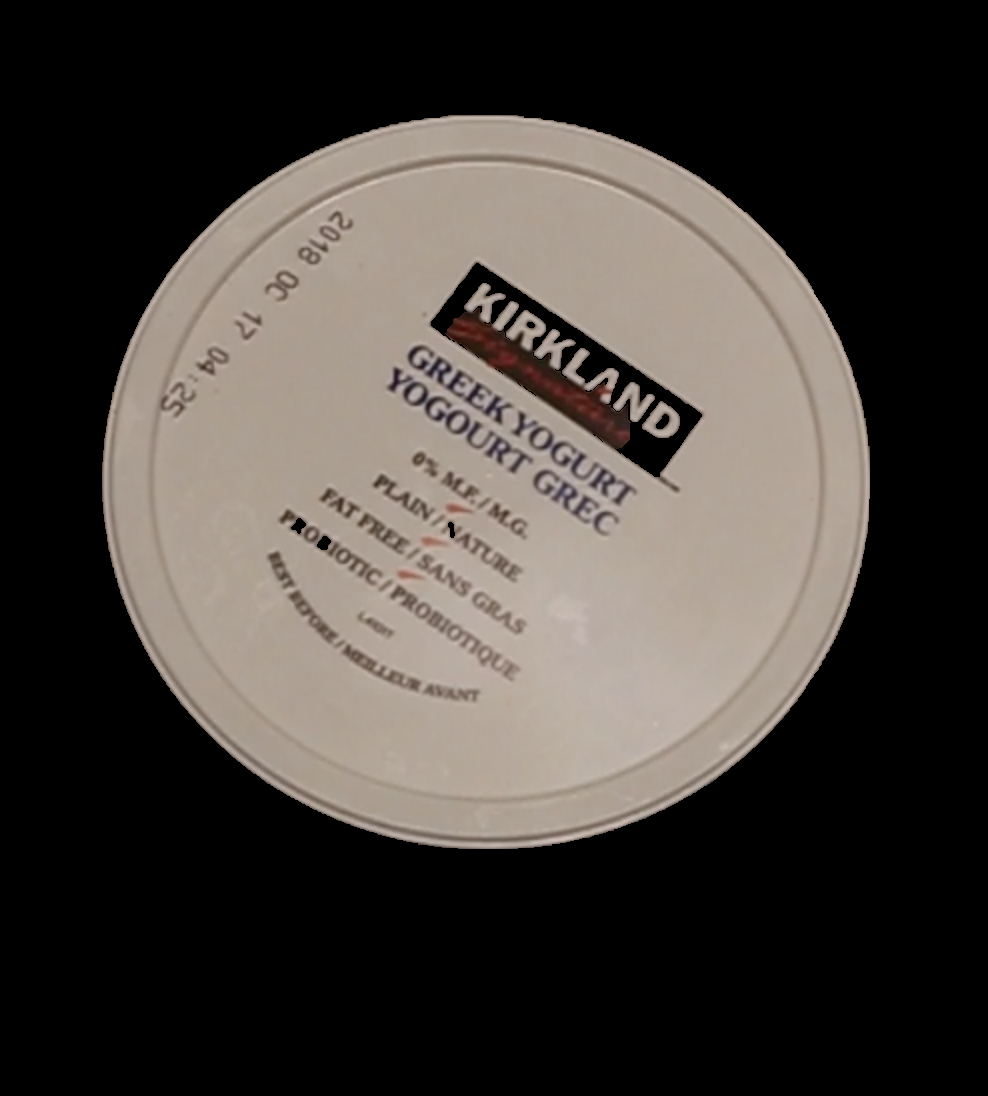 2018 OC 17 04:25
KIRKLAND
Signature
GREEK YOGURT
YOGOURT GREC
0% M.F. / M.G.
PLAIN / NATURE
FAT FREE / SANS GRAS
PROBIOTIC / PROBIOTIQUE
BEST BEFORE / MEILLEUR AVANT